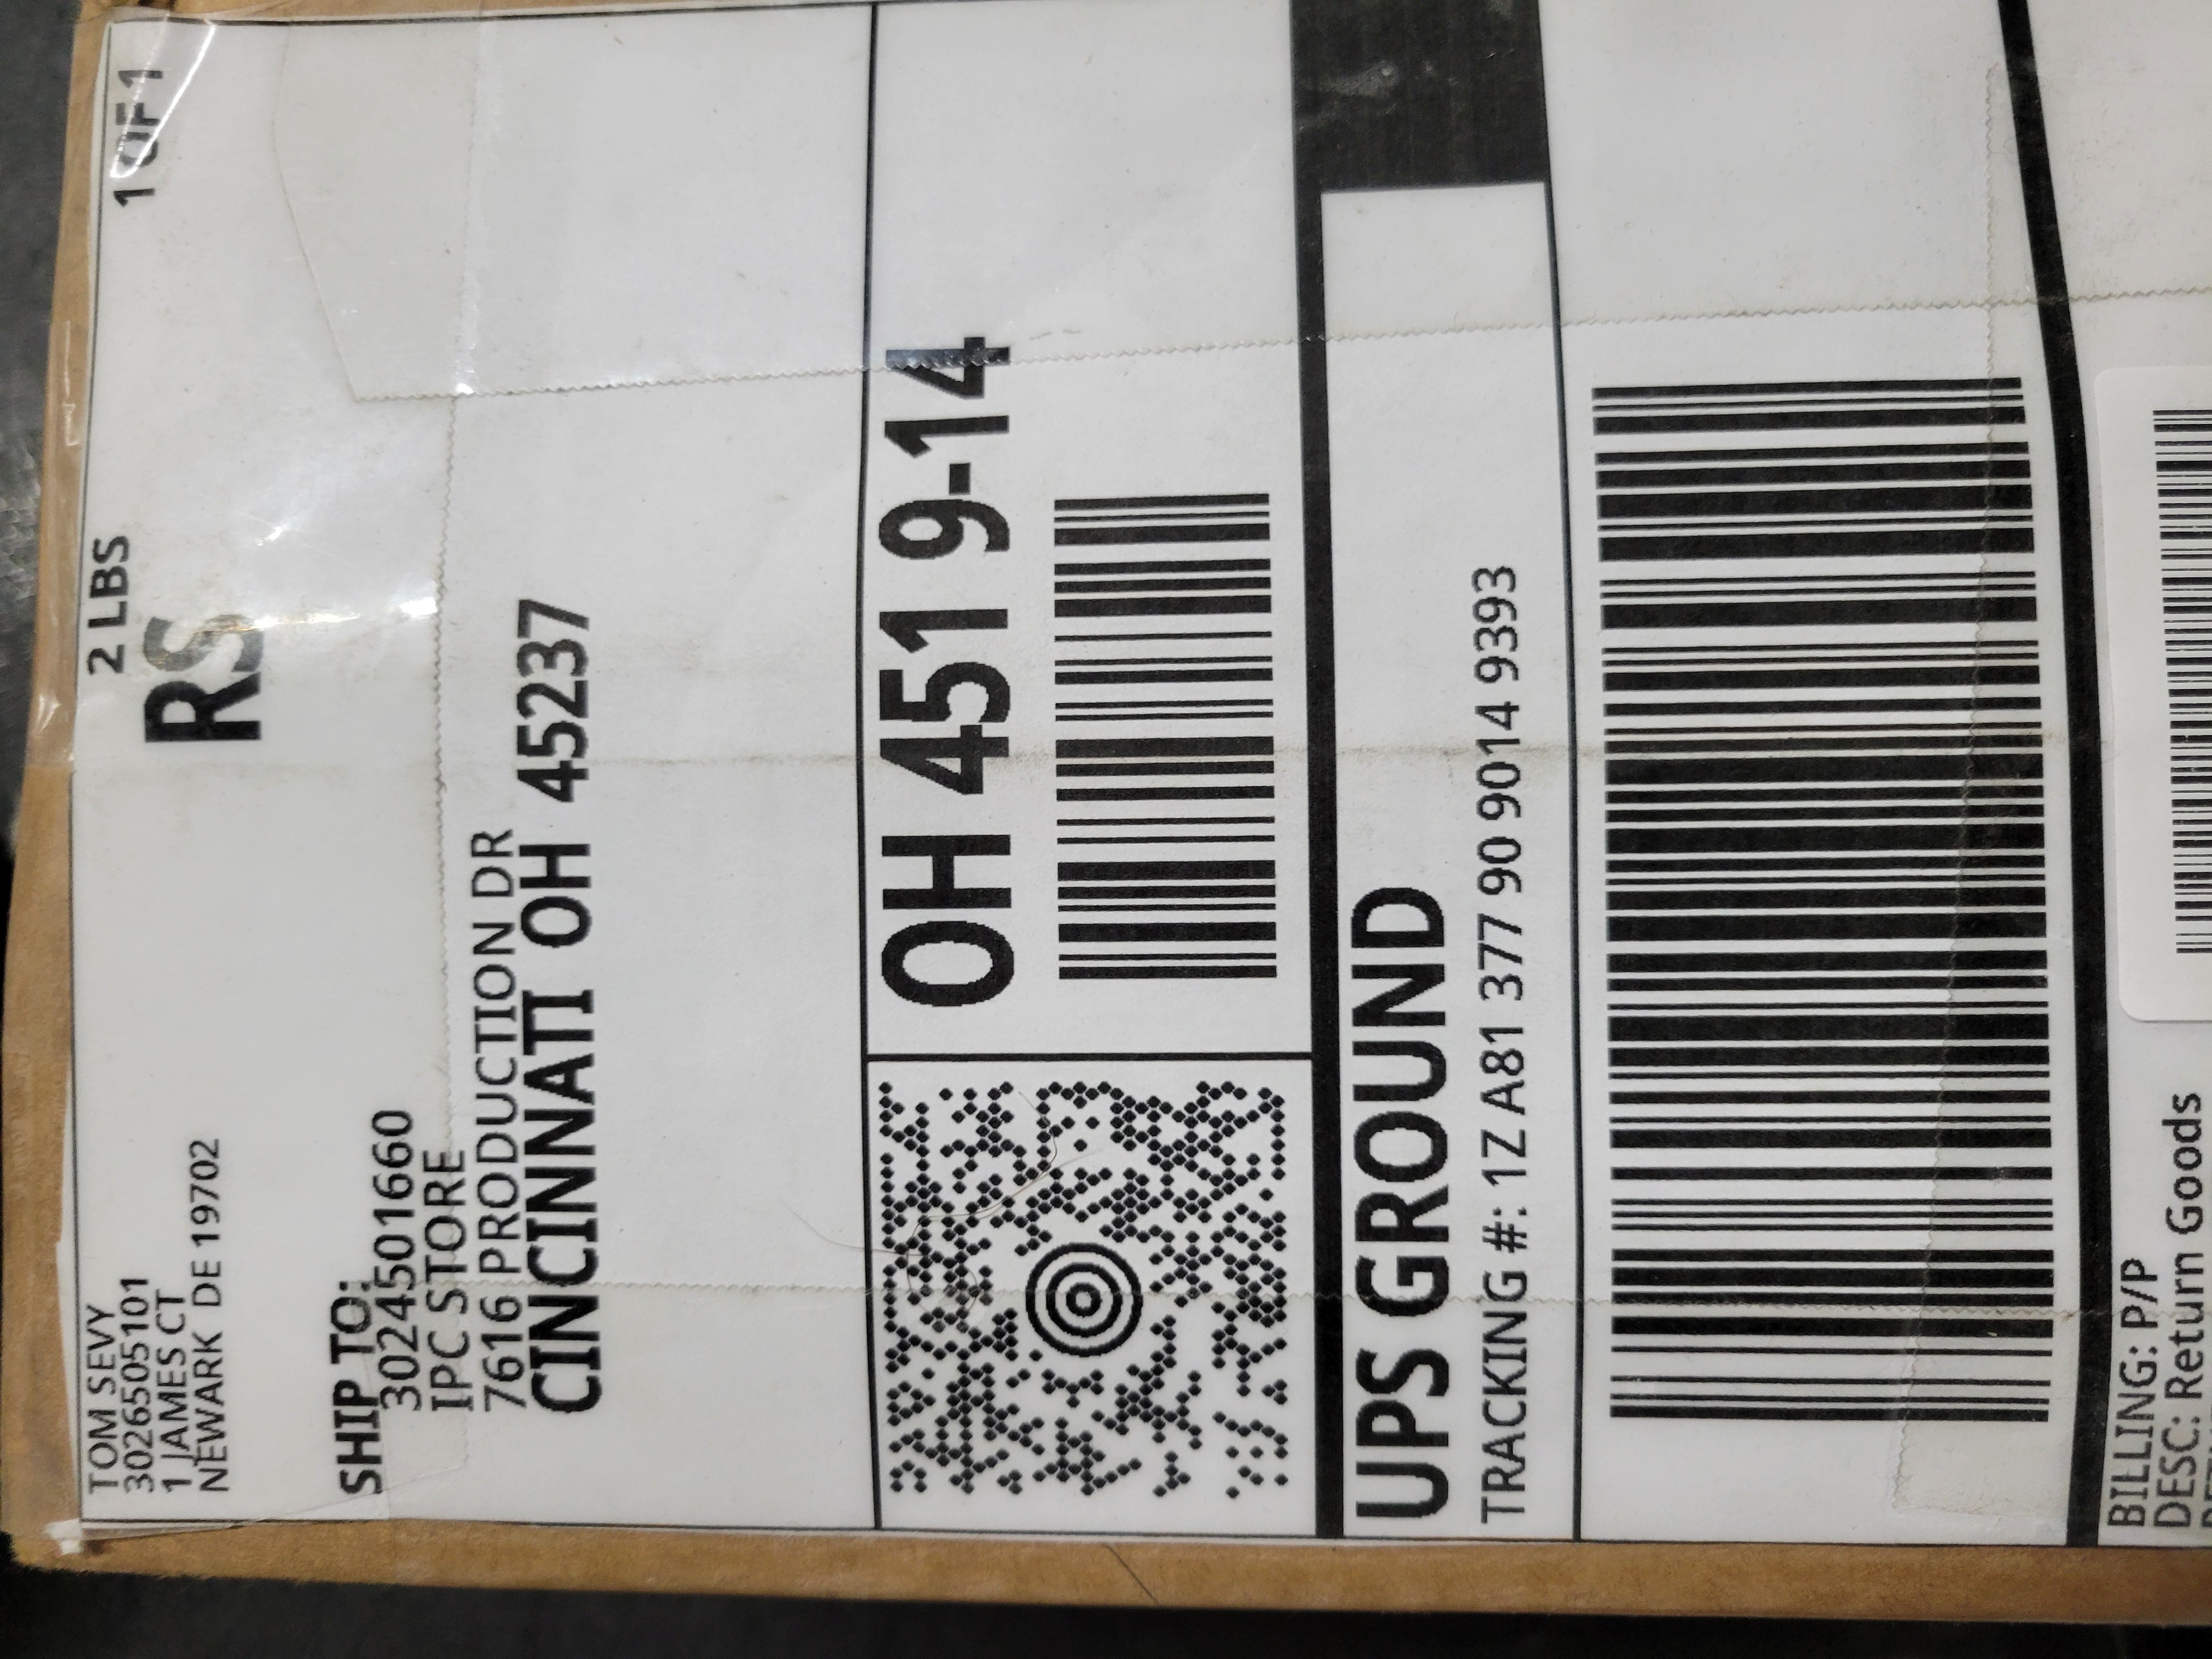 TOM SEVY
3026505101
1 JAMES CT
NEWARK DE 19702
2 LBS
1 OF 1
RS
SHIP TO:
3024501660
IPC STORE
7616 PRODUCTION DR
CINCINNATI OH 45237
OH 451 9-14
UPS GROUND
TRACKING #: 1Z A81 377 90 9014 9393
BILLING: P/P
DESC: Return Goods